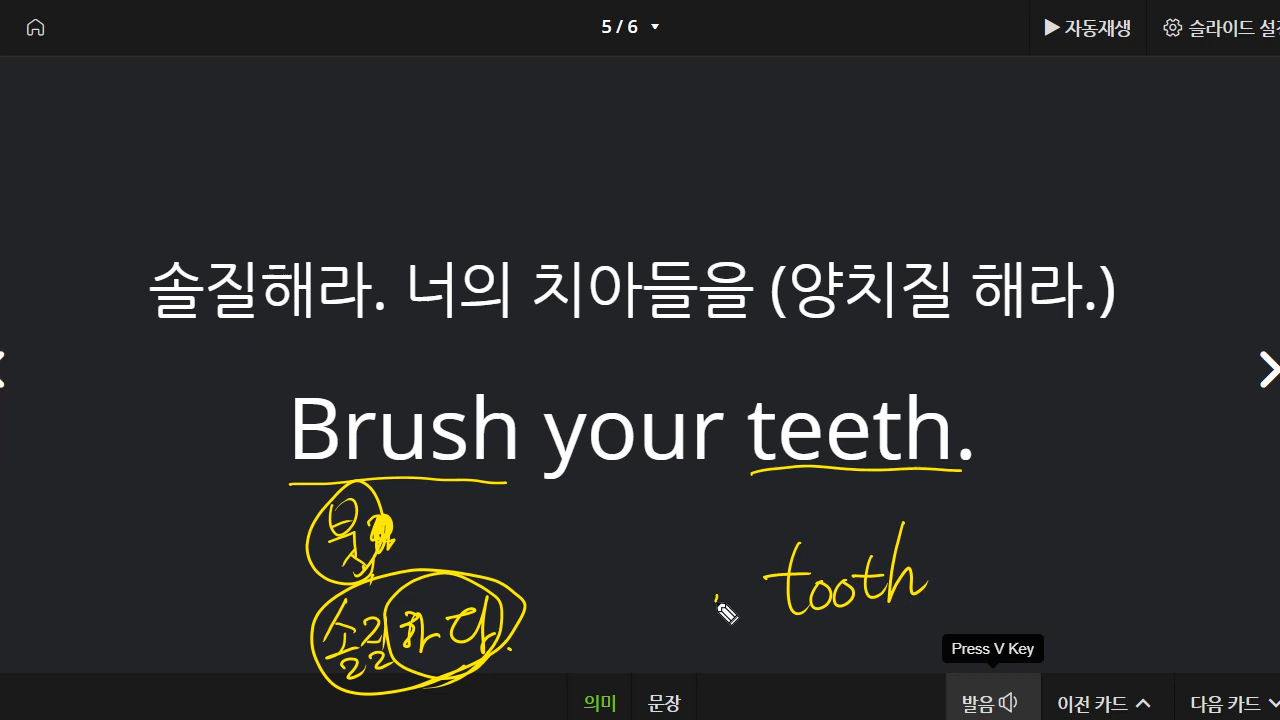 5 / 6
자동재생
슬라이드 설정
솔질해라. 너의 치아들을 (양치질 해라.)
Brush your teeth.
붓
솔질하다.
tooth
Press V Key
의미
문장
발음
이전 카드
다음 카드